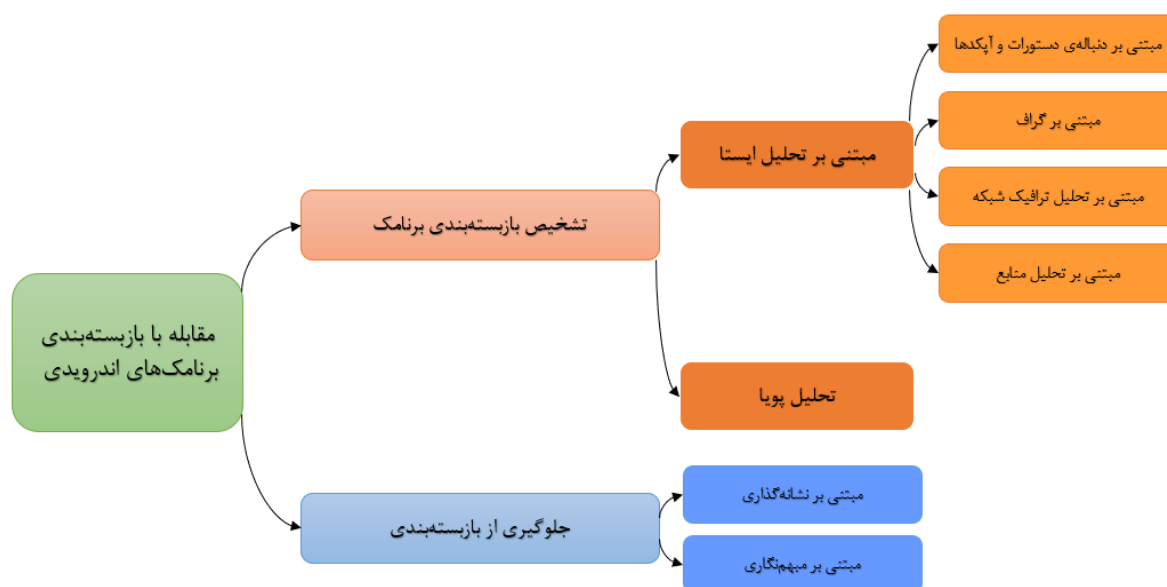 مقابله با بازبسته‌بندی
برنامک‌های اندرویدی
تشخیص بازبسته‌بندی برنامک
مبتنی بر تحلیل ایستا
مبتنی بر دنباله‌ی دستورات و آپکدها
مبتنی بر گراف
مبتنی بر تحلیل ترافیک شبکه
مبتنی بر تحلیل منابع
تحلیل پویا
جلوگیری از بازبسته‌بندی
مبتنی بر نشانه‌گذاری
مبتنی بر مبهم‌نگاری